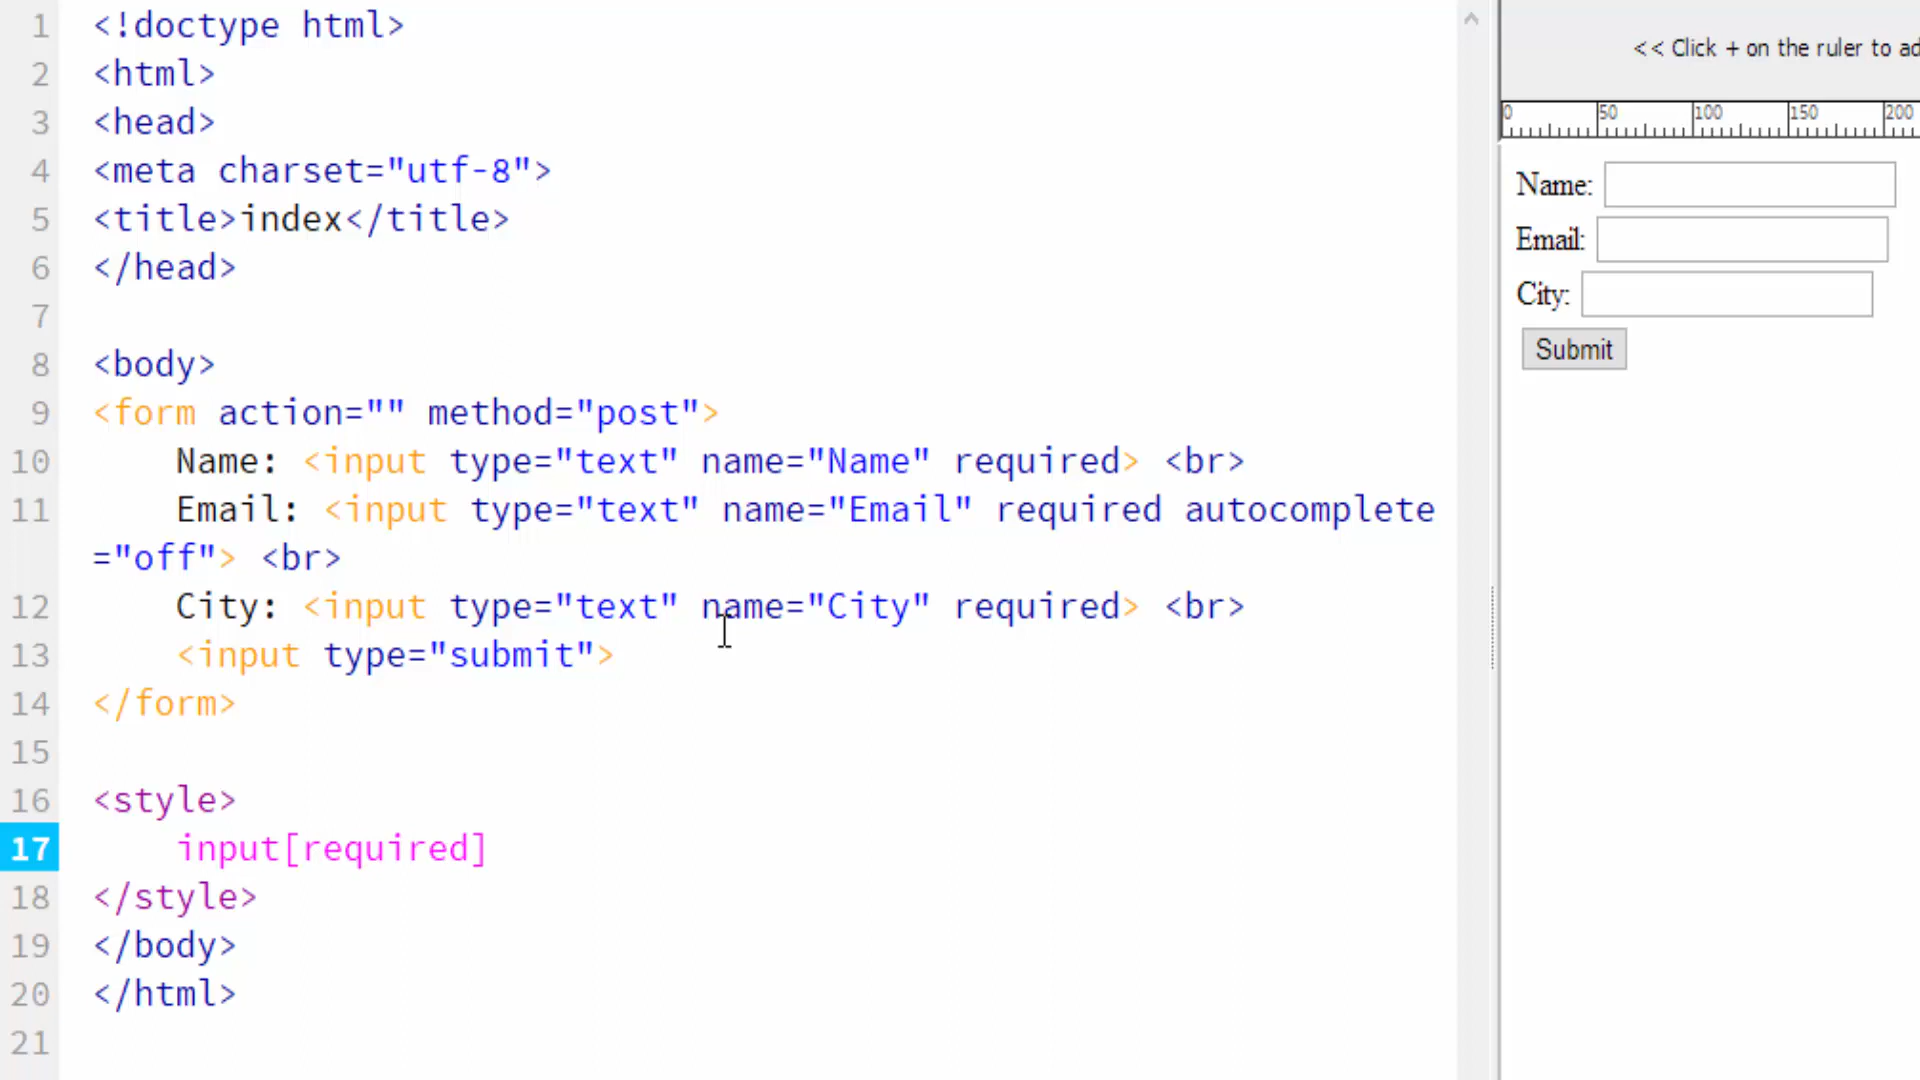 1 <!doctype html>
2 <html>
3 <head>
4 <meta charset="utf-8">
5 <title>index</title>
6 </head>
7
8 <body>
9 <form action="" method="post">
10 Name: <input type="text" name="Name" required> <br>
11 Email: <input type="text" name="Email" required autocomplete
="off"> <br>
12 City: <input type="text" name="City" required> <br>
13 <input type="submit">
14 </form>
15
16 <style>
17 input[required]
18 </style>
19 </body>
20 </html>
21
<< Click + on the ruler to
0 50 100 150 200
Name:
Email:
City:
Submit